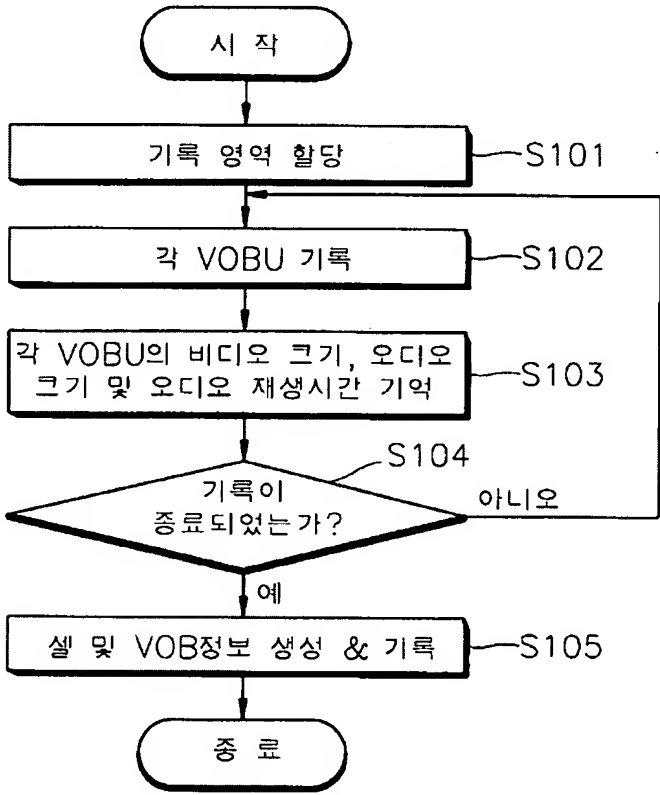 시 작
기록 영역 할당
S101
각 VOBU 기록
S102
각 VOBU의 비디오 크기, 오디오
크기 및 오디오 재생시간 기억
S103
S104
기록이
종료되었는가?
아니오
예
셀 및 VOB정보 생성 & 기록
S105
종 료